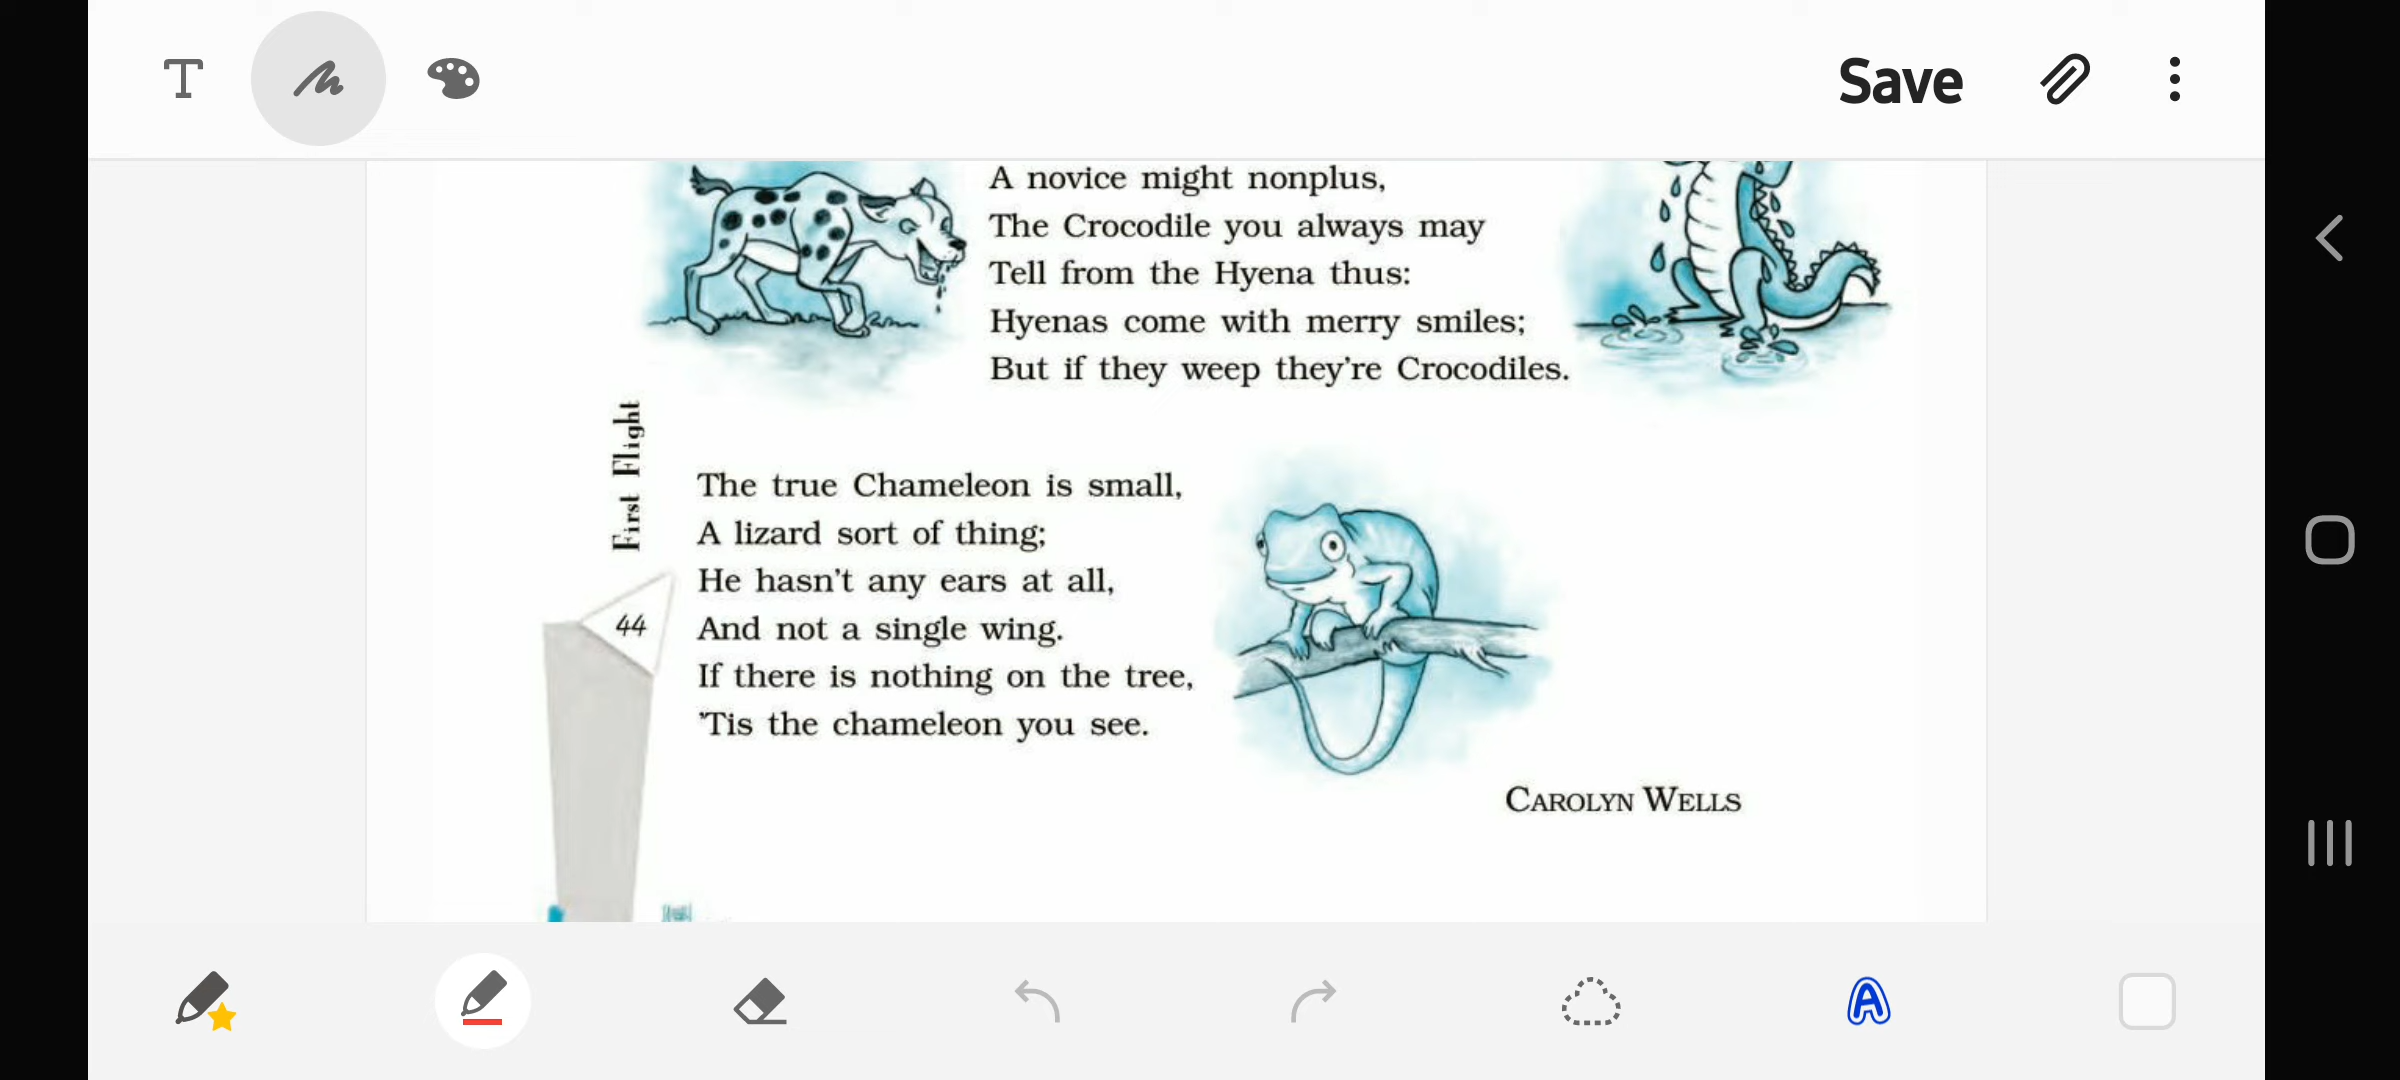 T
Save
A novice might nonplus,
The Crocodile you always may
Tell from the Hyena thus:
Hyenas come with merry smiles;
But if they weep they're Crocodiles.
First Flight
44
The true Chameleon is small,
A lizard sort of thing;
He hasn't any ears at all,
And not a single wing.
If there is nothing on the tree,
'Tis the chameleon you see.
CAROLYN WELLS
A